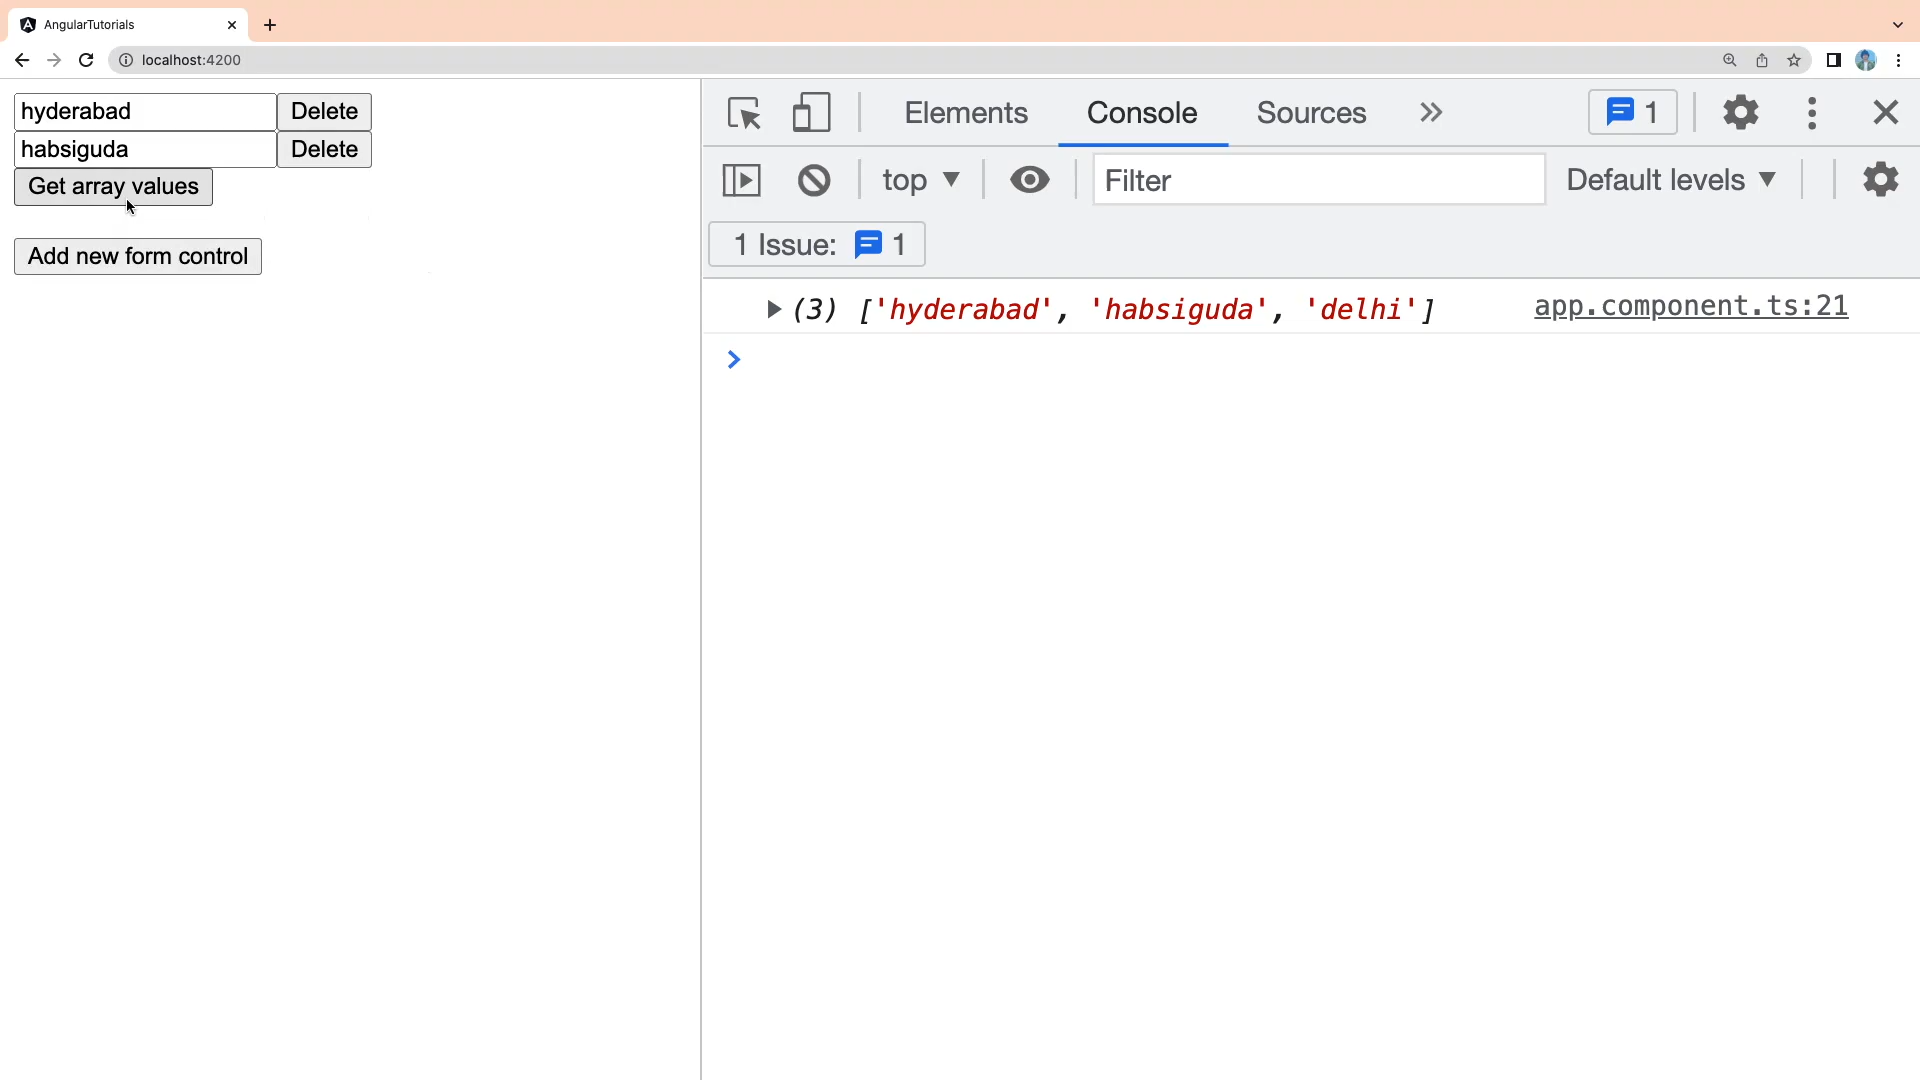 AngularTutorials
localhost:4200
hyderabad Delete
habsiguda Delete
Get array values
Add new form control
Elements Console Sources 1
top Filter Default levels
1 Issue: 1
(3) ['hyderabad', 'habsiguda', 'delhi'] app.component.ts:21